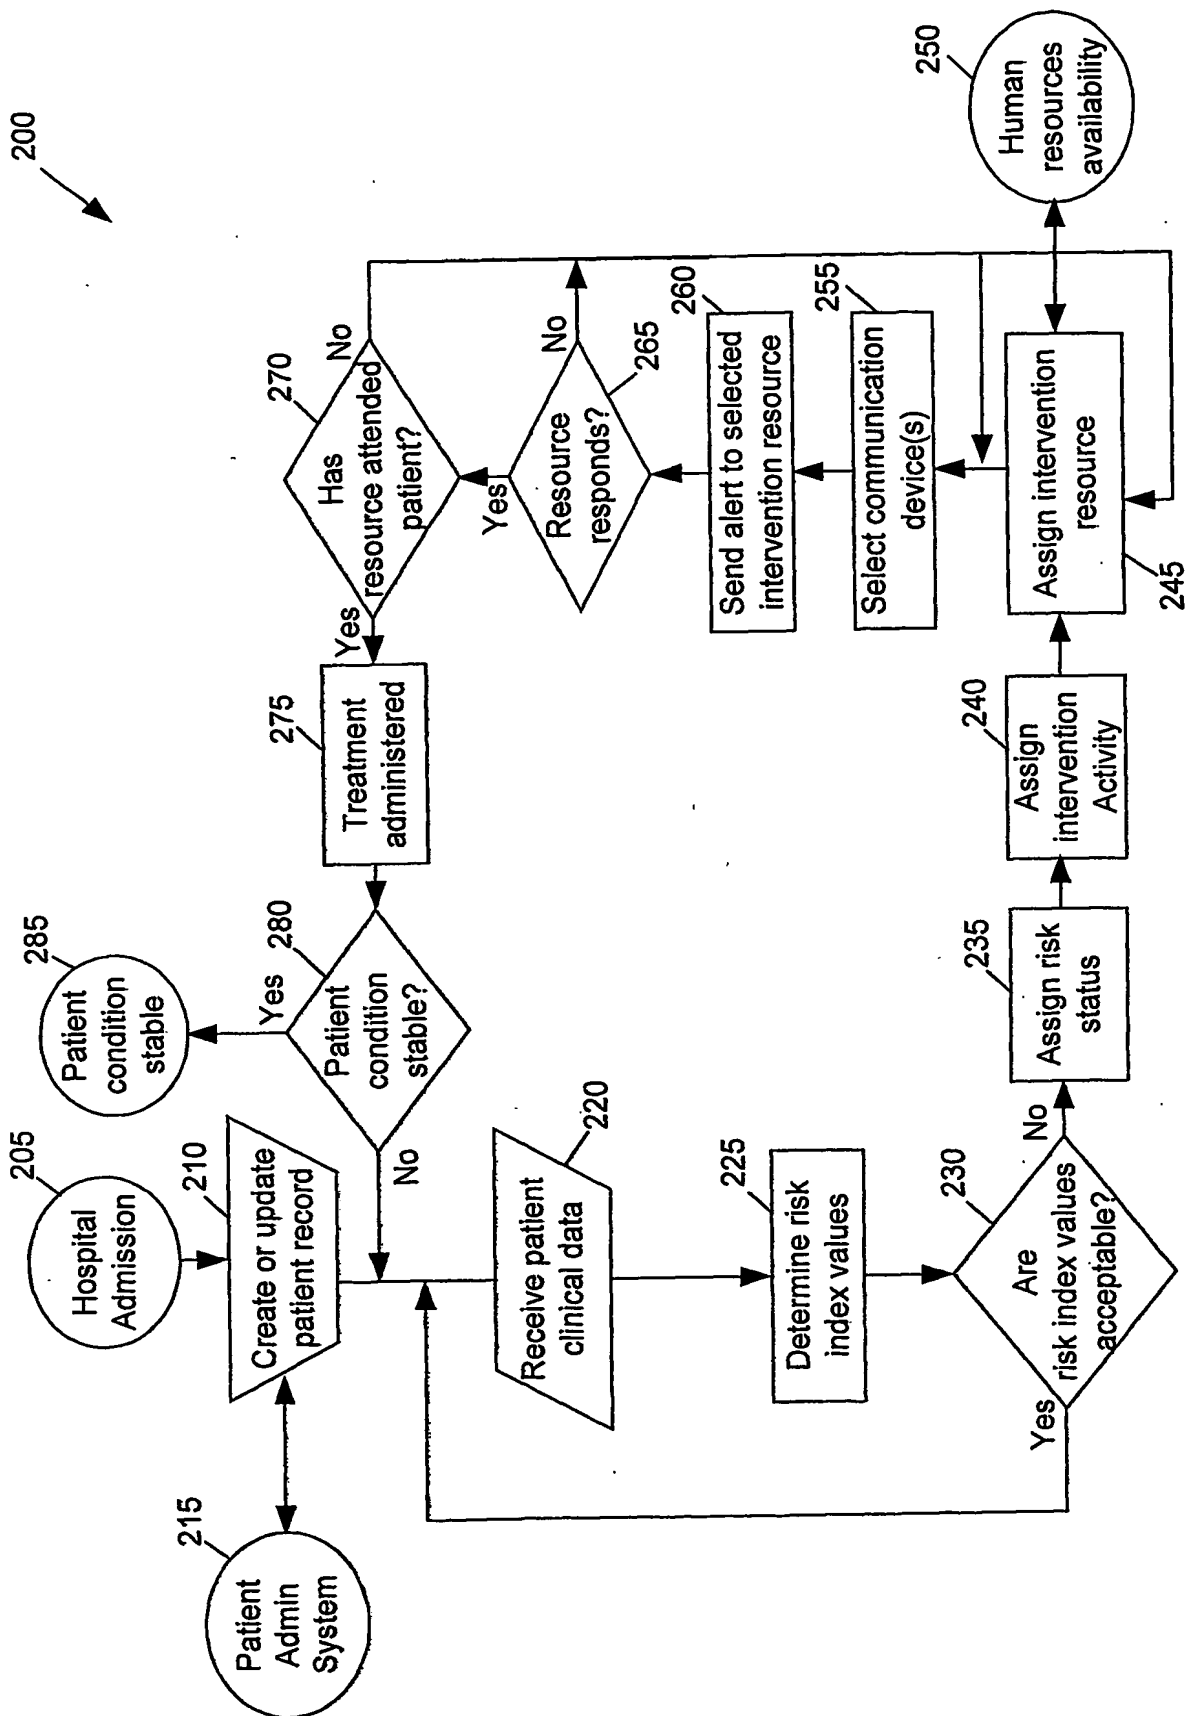 200
205
Hospital
Admission
210
Create or update
patient record
215
Patient
Admin
System
220
Receive patient
clinical data
225
Determine risk
index values
230
Are
risk index values
acceptable?
Yes
No
235
Assign risk
status
240
Assign
intervention
Activity
245
Assign intervention
resource
250
Human
resources
availability
255
Select communication
device(s)
260
Send alert to selected
intervention resource
265
Resource
responds?
No
Yes
270
Has
resource attended
patient?
No
Yes
275
Treatment
administered
280
Patient
condition
stable?
No
Yes
285
Patient
condition
stable